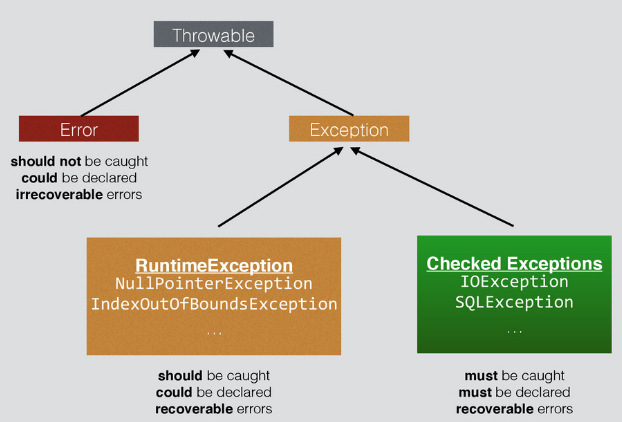 Throwable
Error
Exception
should not be caught
could be declared
irrecoverable errors
RuntimeException
NullPointerException
IndexOutOfBoundsException
...
Checked Exceptions
IOException
SQLException
...
should be caught
could be declared
recoverable errors
must be caught
must be declared
recoverable errors